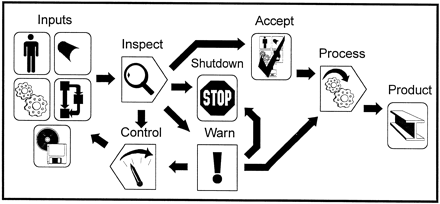 Inputs
Inspect
Accept
Shutdown
Process
STOP
Product
Control
Warn
!